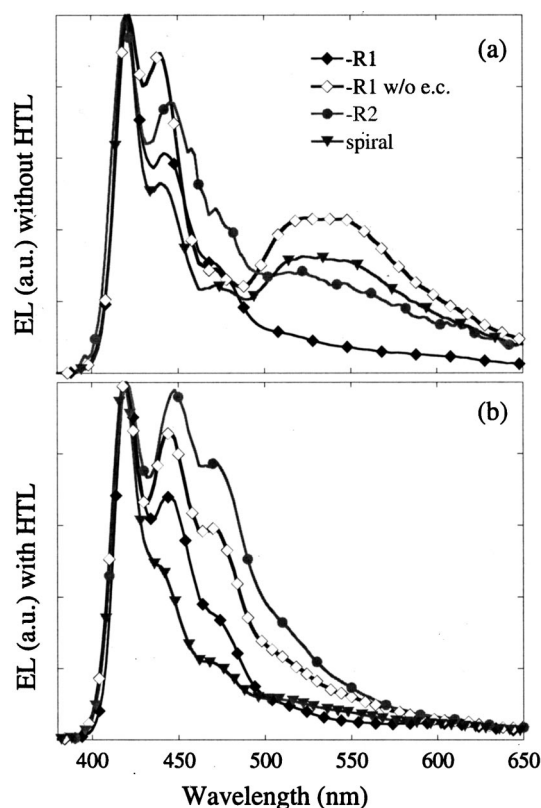 (a)
-R1
-R1 w/o e.c.
-R2
spiral
EL (a.u.) without HTL
(b)
EL (a.u.) with HTL
400 450 500 550 600 650
Wavelength (nm)